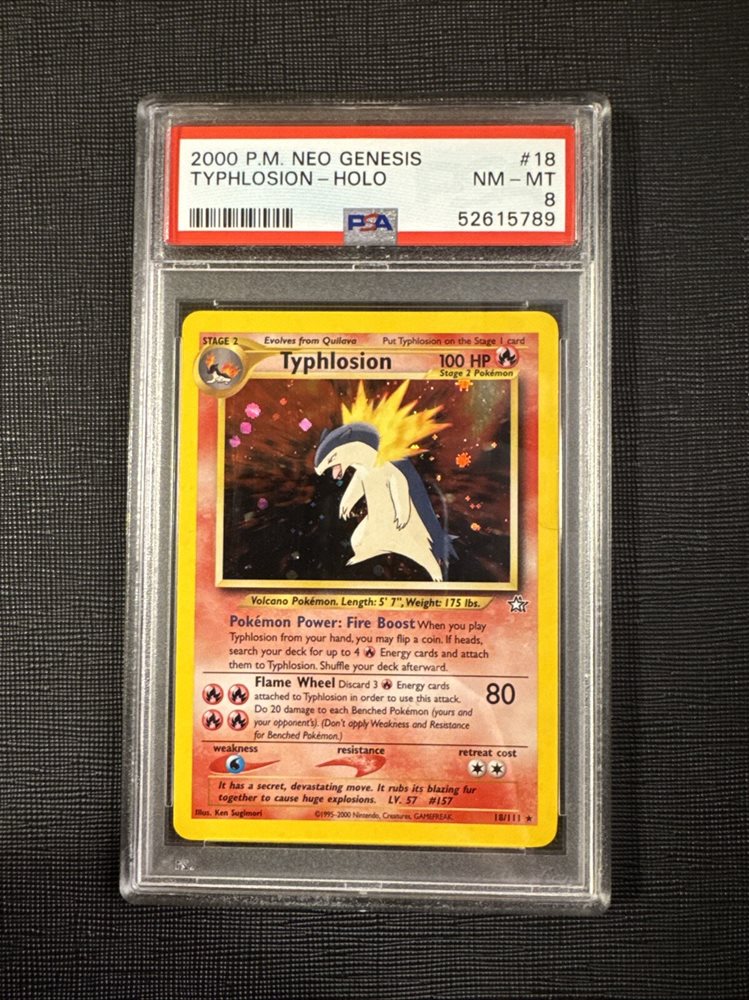 2000 P.M. NEO GENESIS #18
TYPHLOSION - HOLO NM - MT
8
PSA 52615789
STAGE 2 Evolves from Quilava Put Typhlosion on the Stage 1 card
Typhlosion 100 HP
Stage 2 Pokémon
Volcano Pokémon. Length: 5' 7", Weight: 175 lbs.
Pokémon Power: Fire Boost When you play
Typhlosion from your hand, you may flip a coin. If heads,
search your deck for up to 4 Energy cards and attach
them to Typhlosion. Shuffle your deck afterward.
Flame Wheel Discard 3 Energy cards
attached to Typhlosion in order to use this attack. 80
Do 20 damage to each Benched Pokémon (yours and
your opponent's). (Don't apply Weakness and Resistance
for Benched Pokémon.)
weakness resistance retreat cost
It has a secret, devastating move. It rubs its blazing fur
together to cause huge explosions. LV. 57 #157
Illus. Ken Sugimori ©1995-2000 Nintendo, Creatures, GAMEFREAK. 18/111 ★